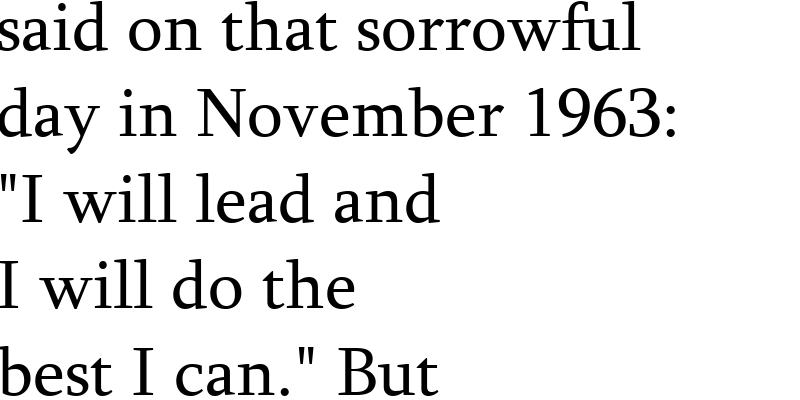 said on that sorrowful
day in November 1963:
"I will lead and
I will do the
best I can." But